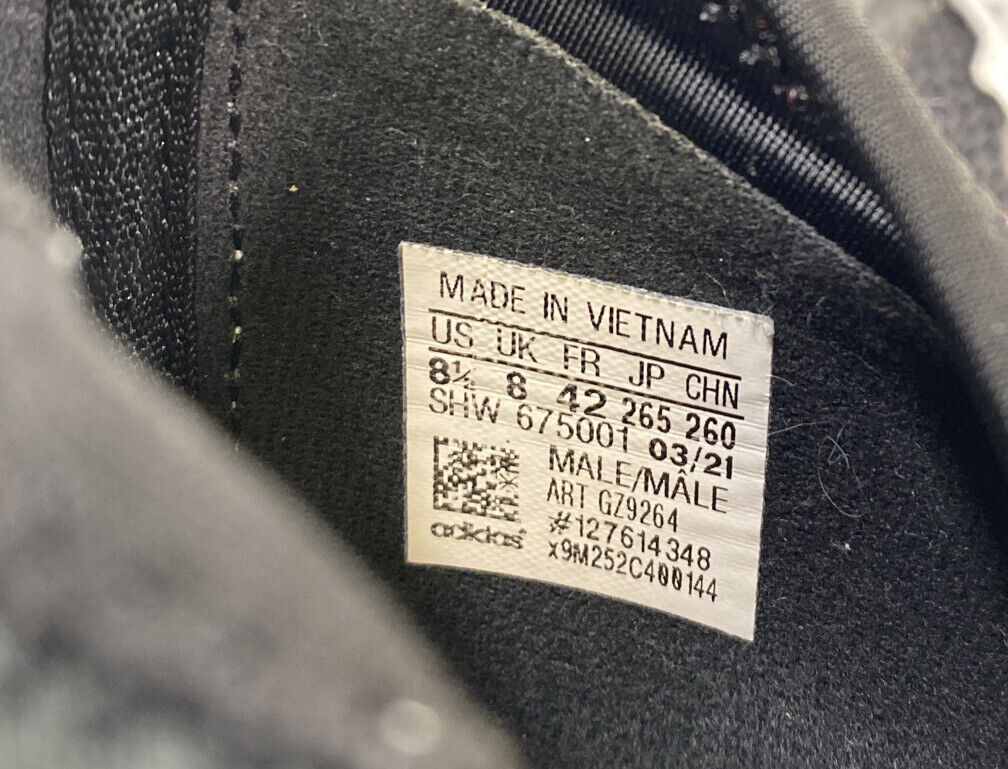 MADE IN VIETNAM
US UK FR JP CHN
8½ 8 42 265 260
SHW 675001 03/21
MALE/MÂLE
ART GZ9264
#127614348
adidas x9M252C400144